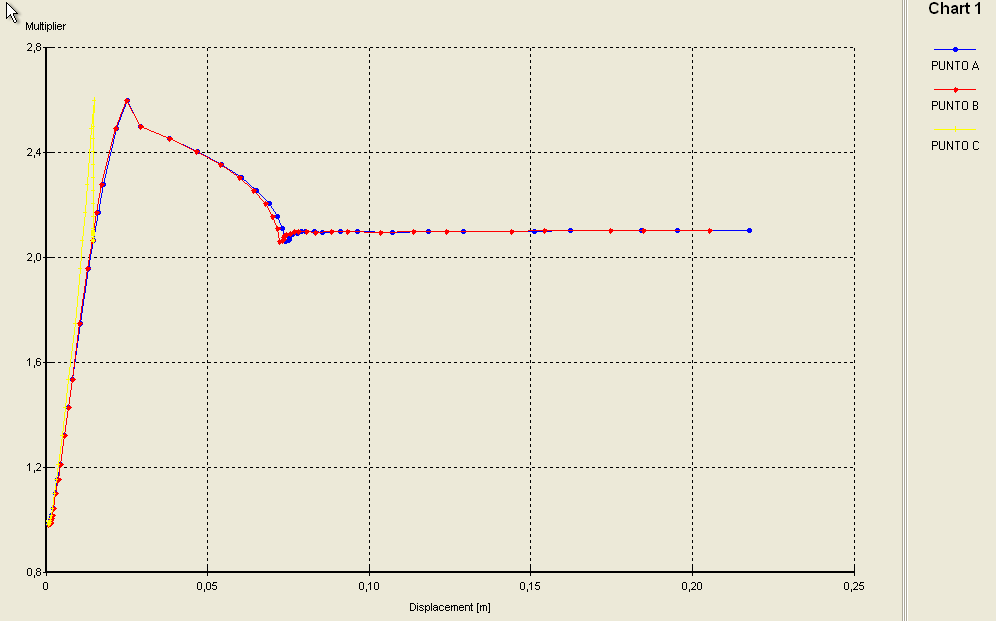 Chart 1
Multiplier
2,8
2,4
2,0
1,6
1,2
0,8
0
0,05
0,10
0,15
0,20
0,25
Displacement [m]
PUNTO A
PUNTO B
PUNTO C